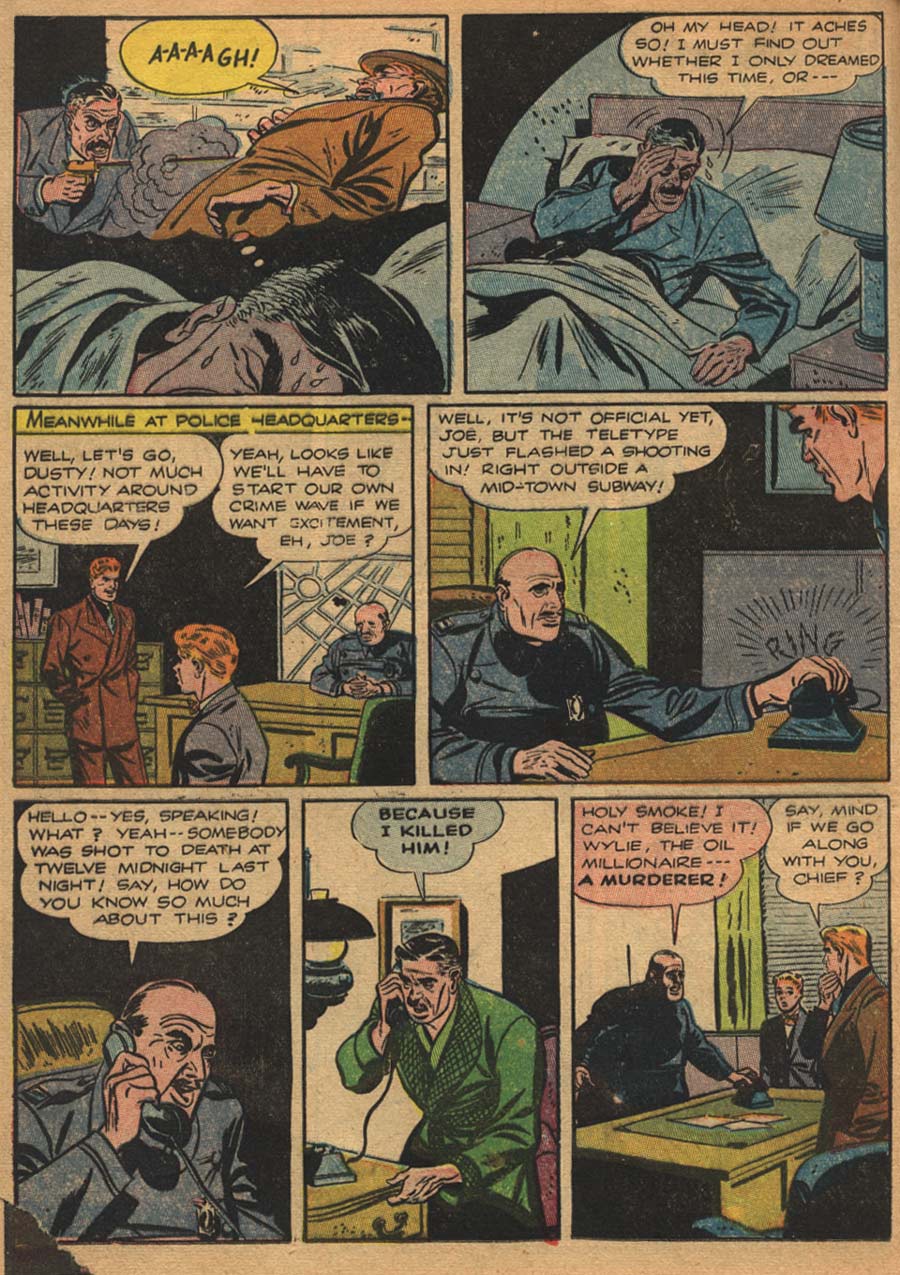 A-A-A-AGH!
OH MY HEAD! IT ACHES
SO! I MUST FIND OUT
WHETHER I ONLY DREAMED
THIS TIME, OR ---
MEANWHILE AT POLICE HEADQUARTERS--
WELL, LET'S GO,
DUSTY! NOT MUCH
ACTIVITY AROUND
HEADQUARTERS
THESE DAYS!
YEAH, LOOKS LIKE
WE'LL HAVE TO
START OUR OWN
CRIME WAVE IF WE
WANT EXCITEMENT,
EH, JOE?
WELL, IT'S NOT OFFICIAL YET,
JOE, BUT THE TELETYPE
JUST FLASHED A SHOOTING
IN! RIGHT OUTSIDE A
MID-TOWN SUBWAY!
RING
HELLO--YES, SPEAKING!
WHAT? YEAH--SOMEBODY
WAS SHOT TO DEATH AT
TWELVE MIDNIGHT LAST
NIGHT! SAY, HOW DO
YOU KNOW SO MUCH
ABOUT THIS?
BECAUSE
I KILLED
HIM!
HOLY SMOKE! I
CAN'T BELIEVE IT!
WYLIE, THE OIL
MILLIONAIRE---
A MURDERER!
SAY, MIND
IF WE GO
ALONG
WITH YOU,
CHIEF?